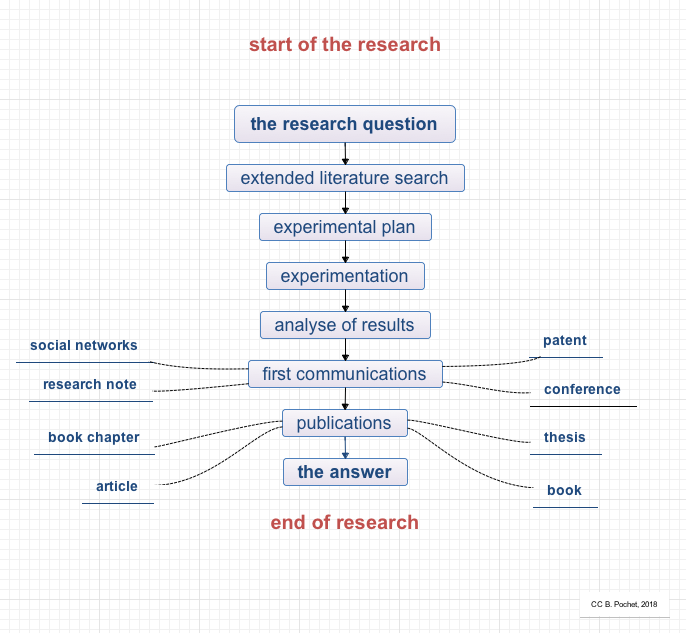 start of the research
the research question
extended literature search
experimental plan
experimentation
analyse of results
social networks
patent
first communications
research note
conference
publications
book chapter
thesis
the answer
article
book
end of research
CC B. Pochet, 2018